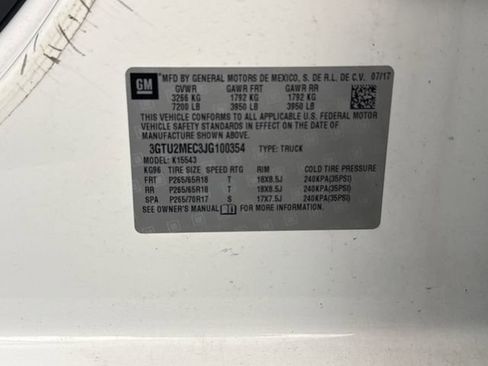 GM
MFD BY GENERAL MOTORS DE MEXICO, S. DE R.L. DE C.V. 07/17
GVWR GAWR FRT GAWR RR
3266 KG 1792 KG 1792 KG
7200 LB 3950 LB 3950 LB
THIS VEHICLE CONFORMS TO ALL APPLICABLE U.S. FEDERAL MOTOR
VEHICLE SAFETY STANDARDS IN EFFECT ON THE DATE OF
MANUFACTURE SHOWN ABOVE.
3GTU2MEC3JG100354 TYPE: TRUCK
MODEL: K15543
KG96 TIRE SIZE SPEED RTG RIM COLD TIRE PRESSURE
FRT P265/65R18 T 18X8.5J 240KPA(35PSI)
RR P265/65R18 T 18X8.5J 240KPA(35PSI)
SPA P265/70R17 S 17X7.5J 240KPA(35PSI)
SEE OWNER'S MANUAL FOR MORE INFORMATION.